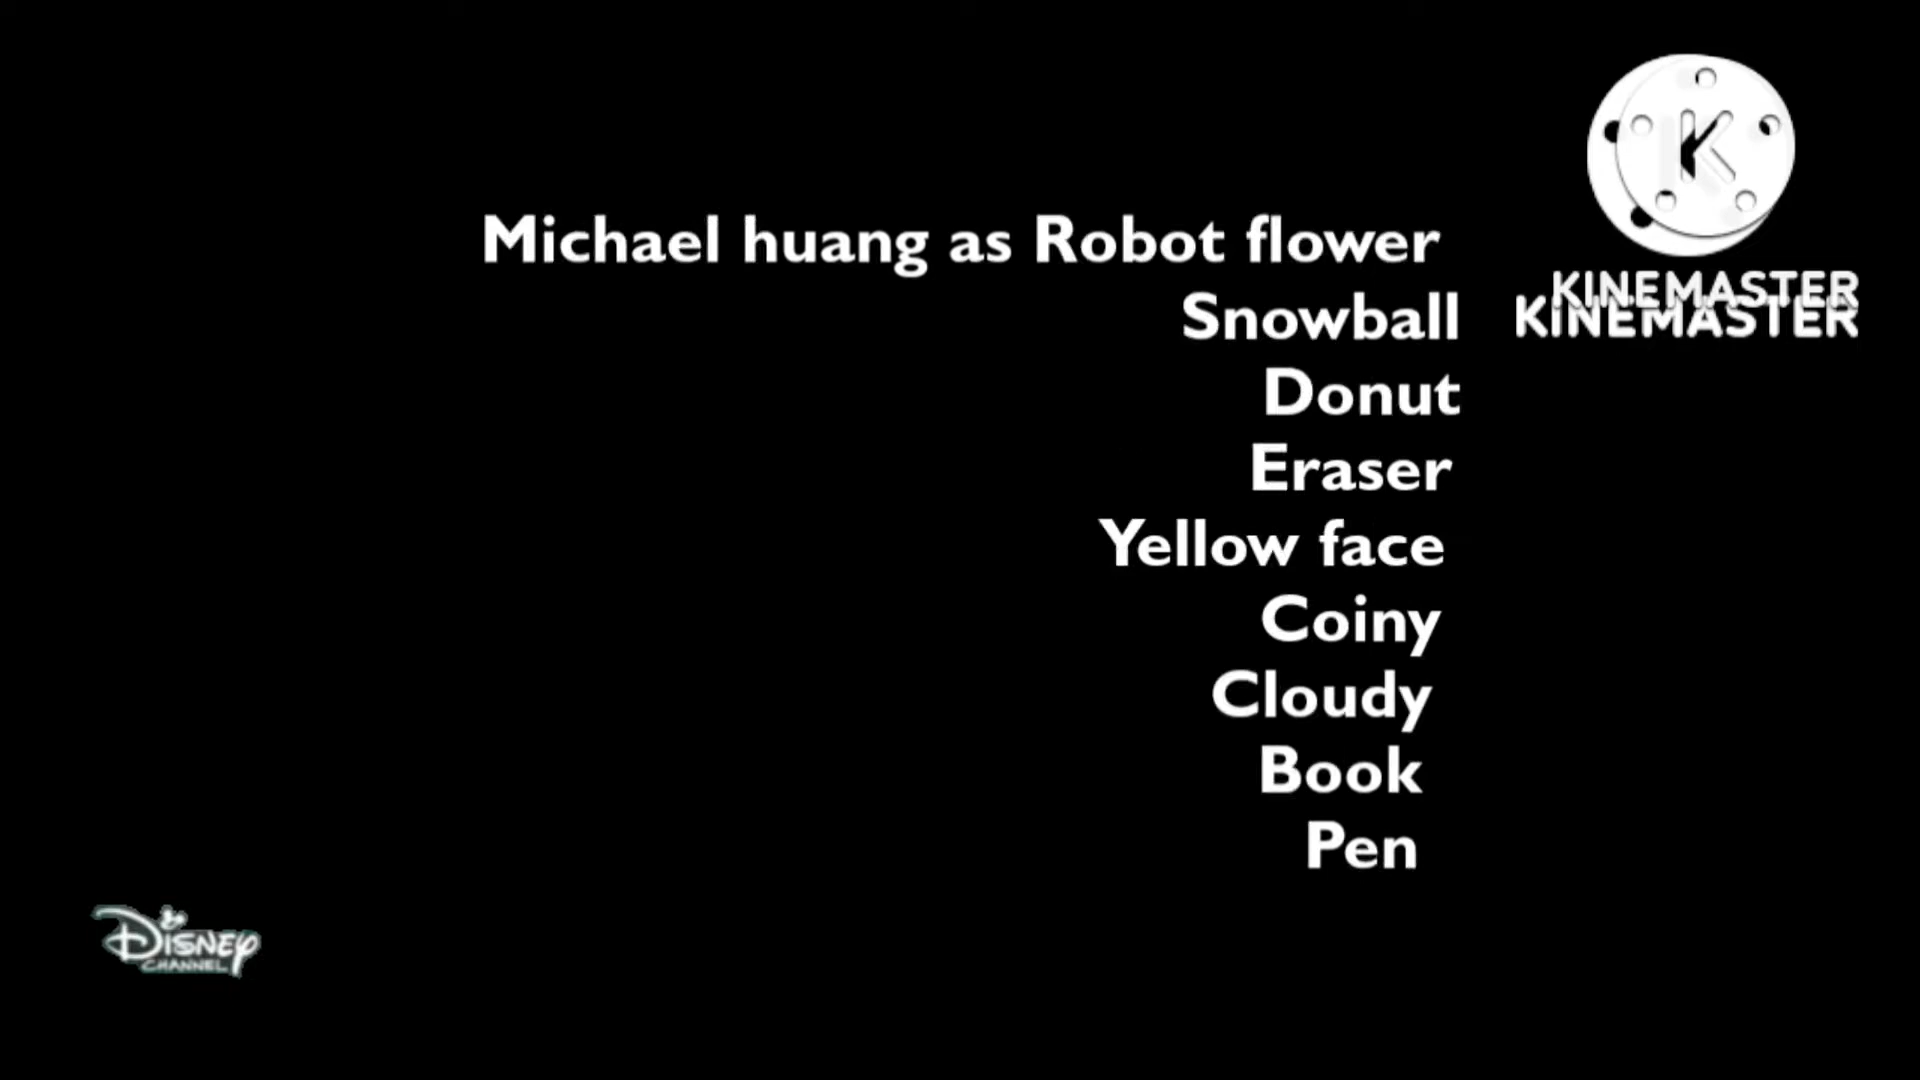 Michael huang as Robot flower
Snowball
Donut
Eraser
Yellow face
Coiny
Cloudy
Book
Pen
K
KINEMASTER
KINEMASTER
Disney
CHANNEL